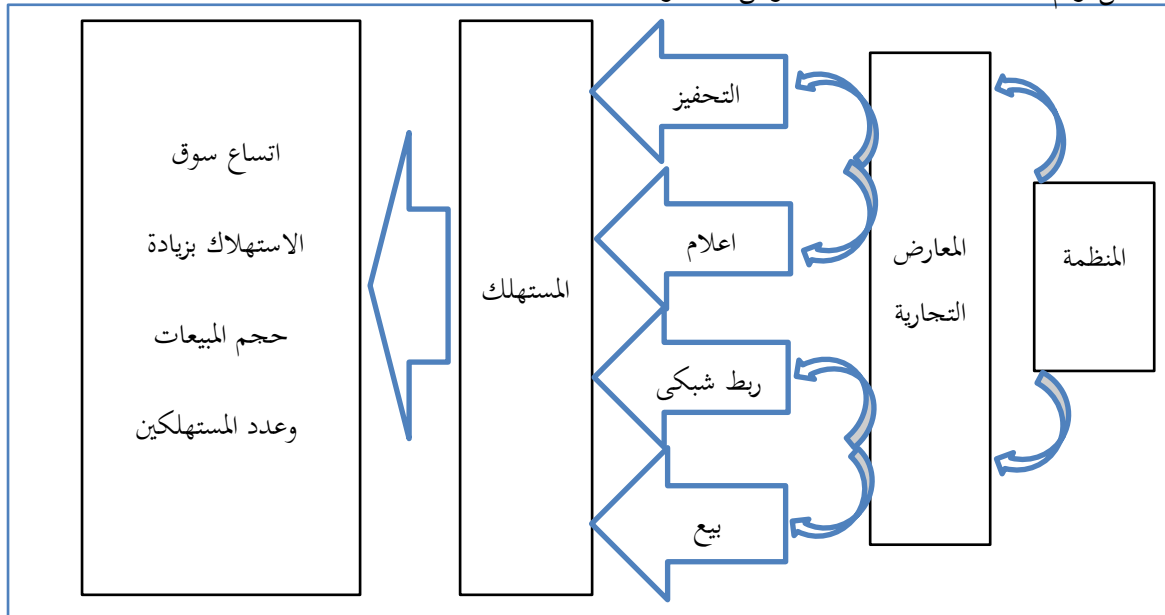 المنظمة
المعارض
التجارية
التحفيز
اعلام
ربط شبكى
بيع
المستهلك
اتساع سوق
الاستهلاك بزيادة
حجم المبيعات
وعدد المستهلكين